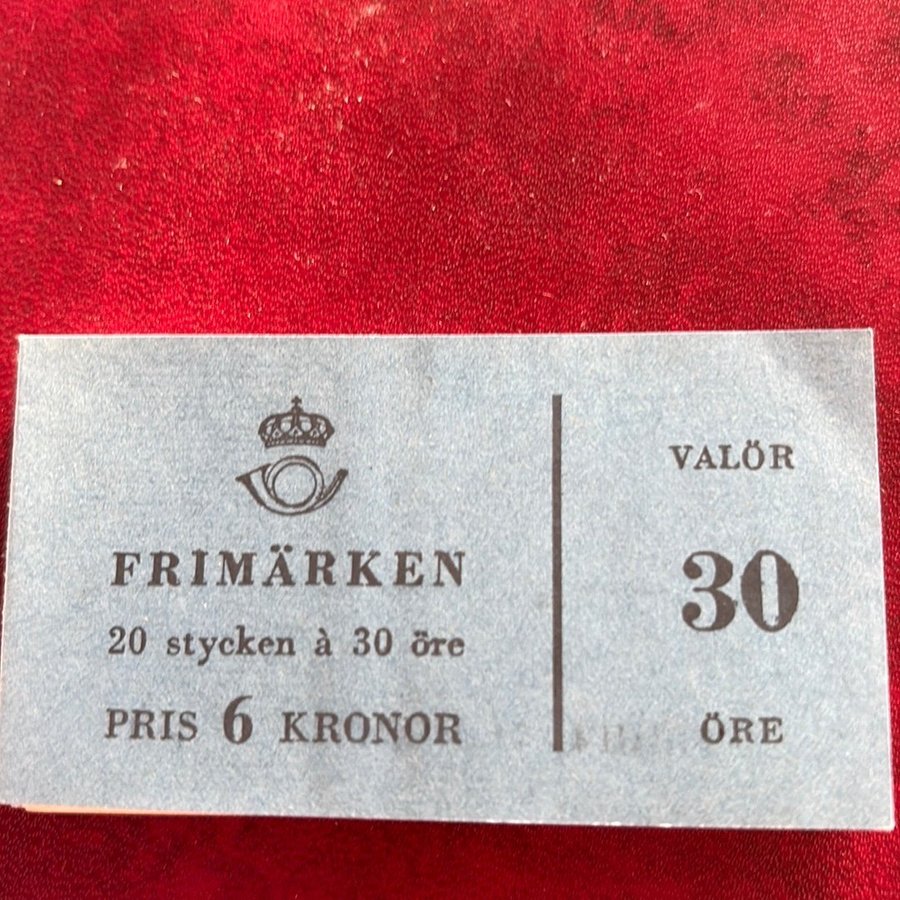 FRIMÄRKEN
20 stycken à 30 öre
PRIS 6 KRONOR
VALÖR
30
ÖRE